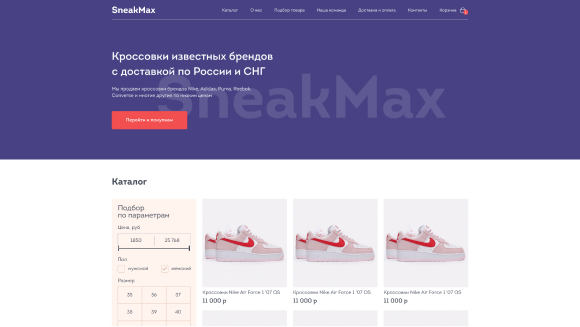 SneakMax
Каталог
О нас
Подбор товара
Наша команда
Доставка и оплата
Контакты
Корзина
SneakMax
Кроссовки известных брендов
с доставкой по России и СНГ
Мы продаем кроссовки брендов Nike, Adidas, Puma, Reebok,
Converse и многие другие по низким ценам
Перейти к покупкам
Каталог
Подбор
по параметрам
Цена, руб
1850
25 768
Пол
мужской
женский
Размер
35
36
37
38
39
40
Кроссовки Nike Air Force 1 '07 QS
11 000 р
Кроссовки Nike Air Force 1 '07 QS
11 000 р
Кроссовки Nike Air Force 1 '07 QS
11 000 р